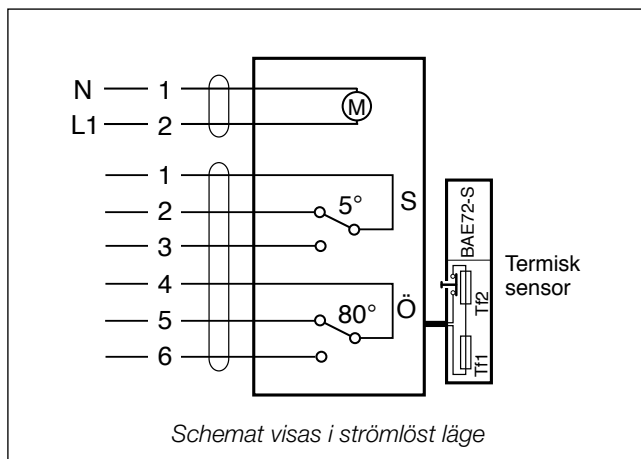 N 1
L1 2
M
1
2 5° S
3
4
5 80° Ö
6
BAE72-S
Tf2
Tf1
Termisk
sensor
Schemat visas i strömlöst läge